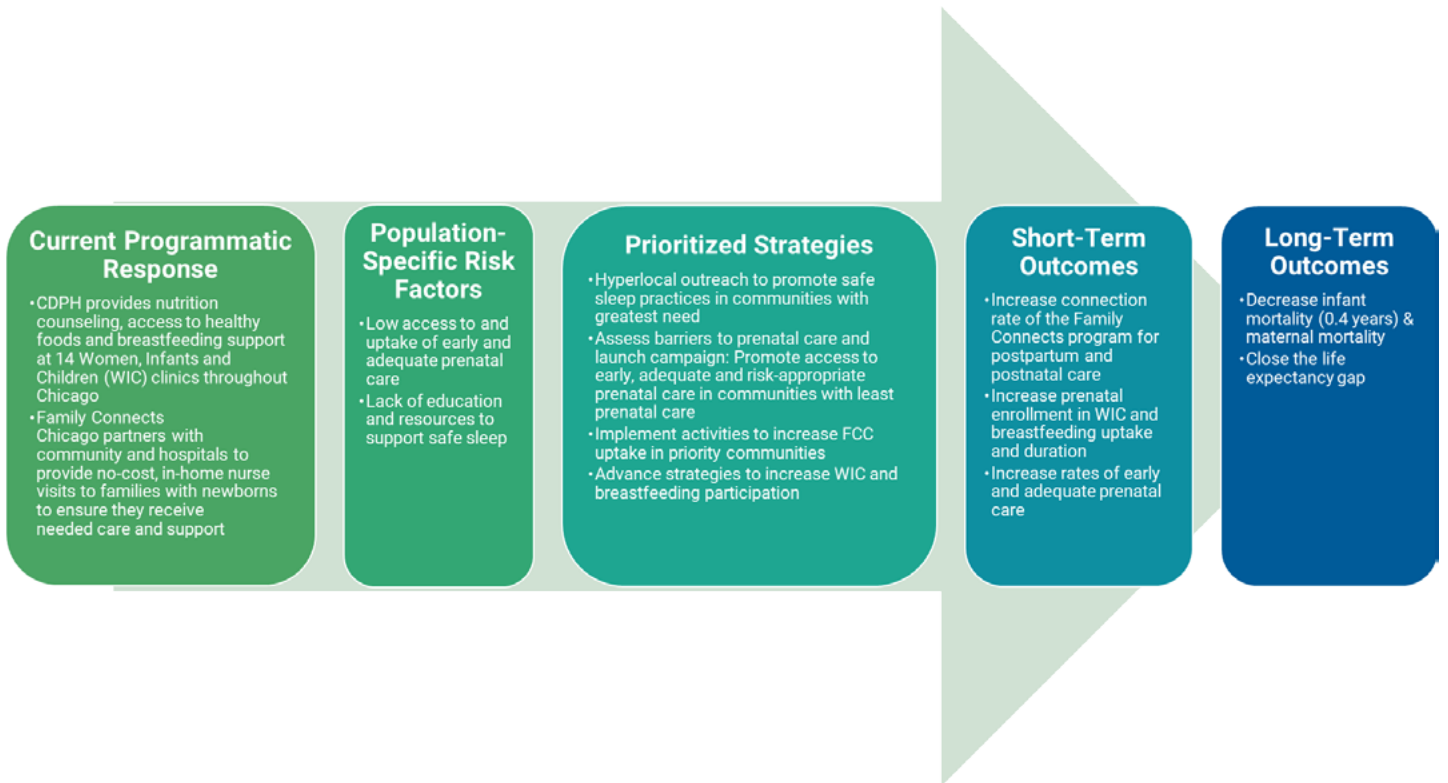 Current Programmatic
Response
•CDPH provides nutrition
counseling, access to healthy
foods and breastfeeding support
at 14 Women, Infants and
Children (WIC) clinics throughout
Chicago
•Family Connects
Chicago partners with
community and hospitals to
provide no-cost, in-home nurse
visits to families with newborns
to ensure they receive
needed care and support
Population-
Specific Risk
Factors
•Low access to and
uptake of early and
adequate prenatal
care
•Lack of education
and resources to
support safe sleep
Prioritized Strategies
•Hyperlocal outreach to promote safe
sleep practices in communities with
greatest need
•Assess barriers to prenatal care and
launch campaign: Promote access to
early, adequate and risk-appropriate
prenatal care in communities with least
prenatal care
•Implement activities to increase FCC
uptake in priority communities
•Advance strategies to increase WIC and
breastfeeding participation
Short-Term
Outcomes
•Increase connection
rate of the Family
Connects program for
postpartum and
postnatal care
•Increase prenatal
enrollment in WIC and
breastfeeding uptake
and duration
•Increase rates of early
and adequate prenatal
care
Long-Term
Outcomes
•Decrease infant
mortality (0.4 years) &
maternal mortality
•Close the life
expectancy gap